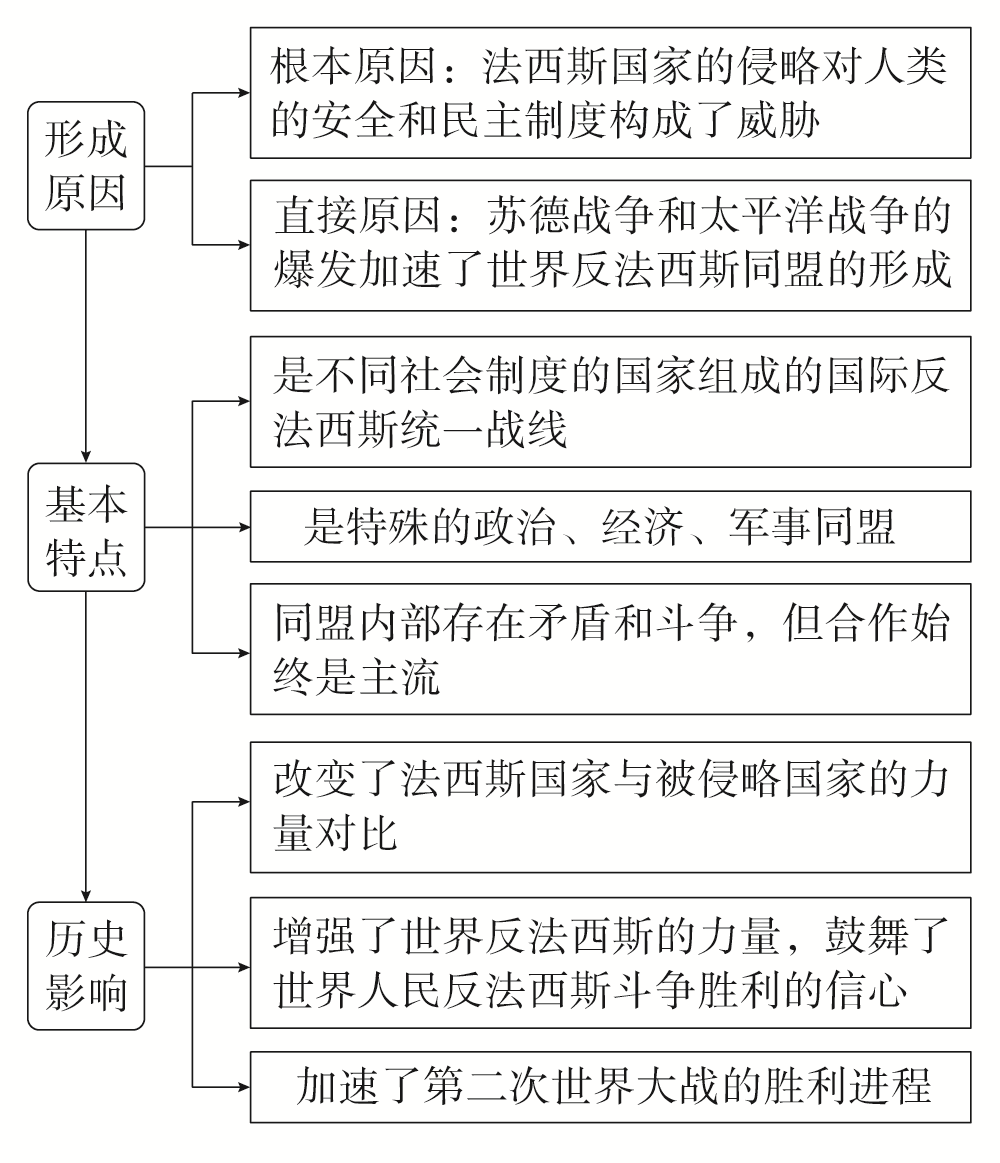 形成
原因
根本原因：法西斯国家的侵略对人类
的安全和民主制度构成了威胁
直接原因：苏德战争和太平洋战争的
爆发加速了世界反法西斯同盟的形成
基本
特点
是不同社会制度的国家组成的国际反
法西斯统一战线
是特殊的政治、经济、军事同盟
同盟内部存在矛盾和斗争，但合作始
终是主流
历史
影响
改变了法西斯国家与被侵略国家的力
量对比
增强了世界反法西斯的力量，鼓舞了
世界人民反法西斯斗争胜利的信心
加速了第二次世界大战的胜利进程